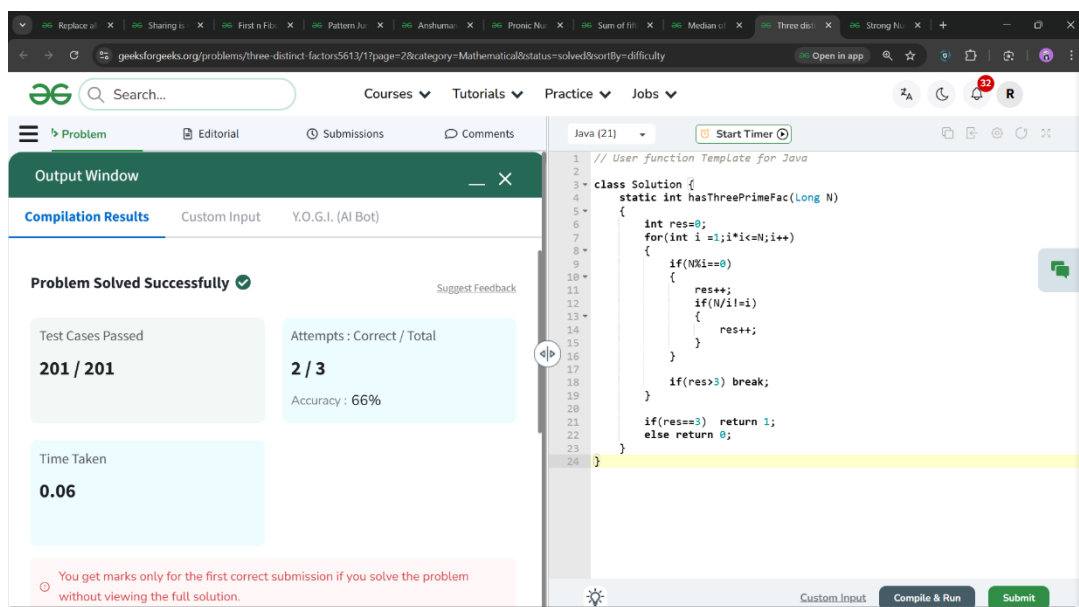 Replace all
Sharing is
First n Fibo
Pattern Ju
Anshuman
Pronic Nu
Sum of fift
Median of
Three dist
Strong Nu
geeksforgeeks.org/problems/three-distinct-factors5613/1?page=2&category=Mathematical&status=solved&sortBy=difficulty
Open in app
Search...
Courses
Tutorials
Practice
Jobs
32
R
Problem
Editorial
Submissions
Comments
Java (21)
Start Timer
Output Window
Compilation Results
Custom Input
Y.O.G.I. (AI Bot)
Problem Solved Successfully
Suggest Feedback
Test Cases Passed
201 / 201
Attempts : Correct / Total
2 / 3
Accuracy : 66%
Time Taken
0.06
You get marks only for the first correct submission if you solve the problem
without viewing the full solution.
1 // User function Template for Java
2
3 class Solution {
4 static int hasThreePrimeFac(Long N)
5 {
6 int res=0;
7 for(int i =1;i*i<=N;i++)
8 {
9 if(N%i==0)
10 {
11 res++;
12 if(N/i!=i)
13 {
14 res++;
15 }
16 }
17
18 if(res>3) break;
19 }
20
21 if(res==3) return 1;
22 else return 0;
23 }
24 }
Custom Input
Compile & Run
Submit